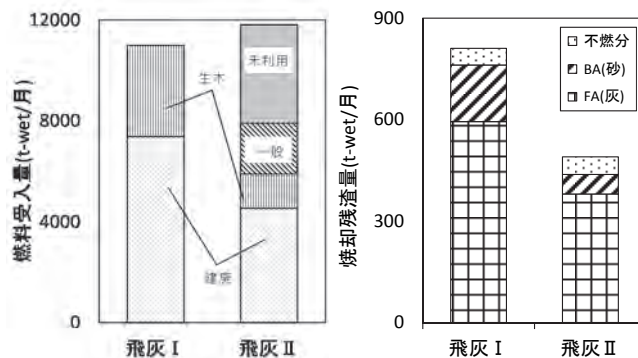 燃料受入量(t-wet/月)
12000
8000
4000
0
未利用
生木
一般
建廃
飛灰Ⅰ
飛灰Ⅱ
焼却残渣量(t-wet/月)
900
600
300
0
不燃分
BA(砂)
FA(灰)
飛灰Ⅰ
飛灰Ⅱ